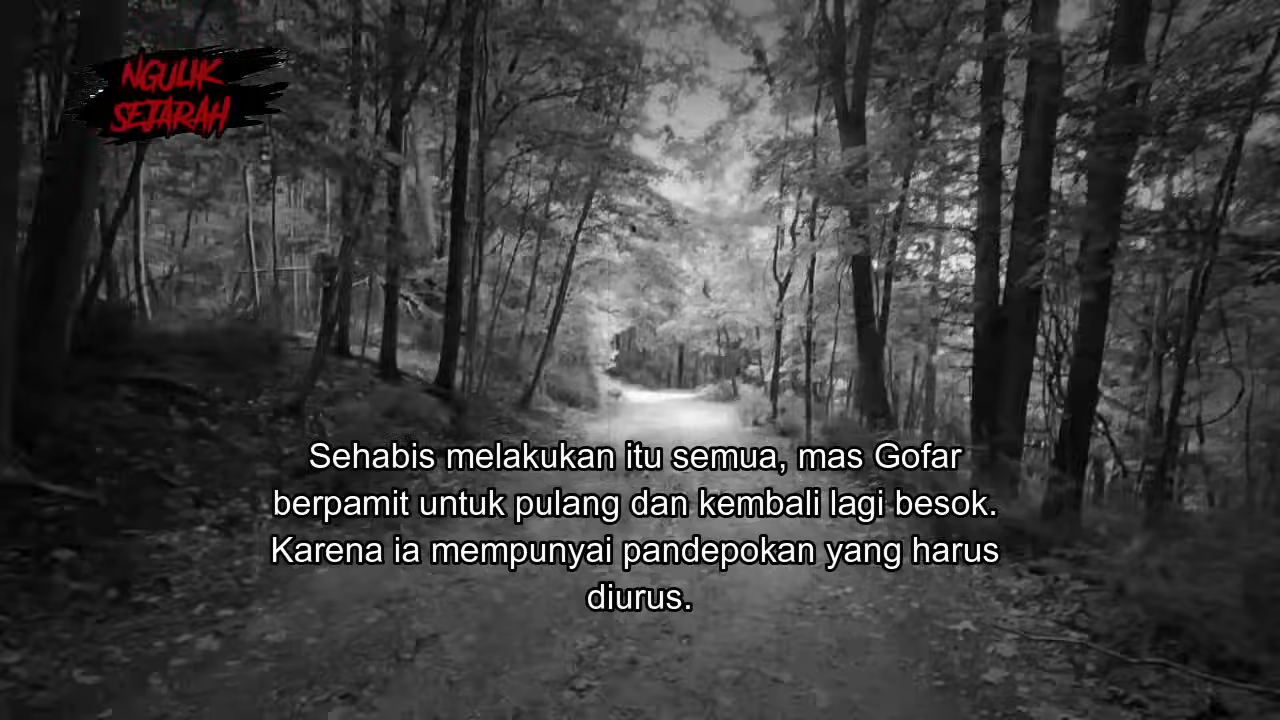 NGULIK
SEJARAH
Sehabis melakukan itu semua, mas Gofar
berpamit untuk pulang dan kembali lagi besok.
Karena ia mempunyai pandepokan yang harus
diurus.